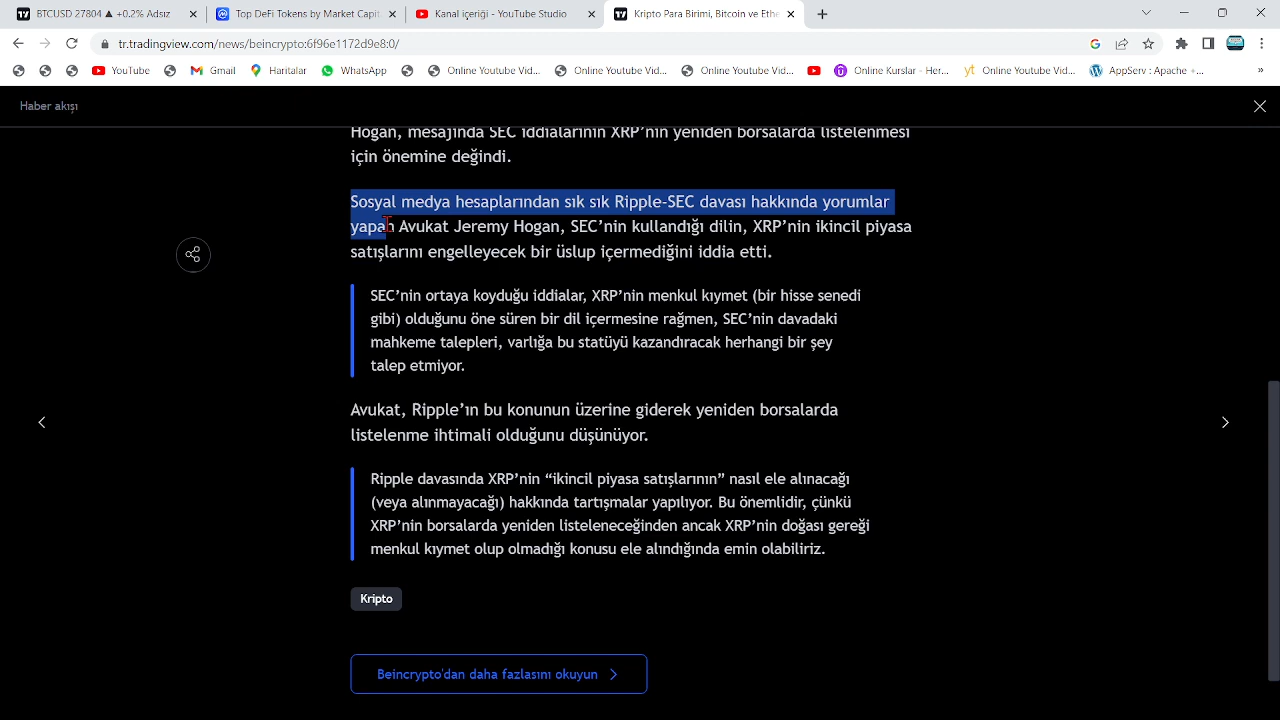 BTCUSD 27804 ▲ +0.2% Adsız
Top DeFi Tokens by Market Capit
Kanal içeriği - YouTube Studio
Kripto Para Birimi, Bitcoin ve Ethe
tr.tradingview.com/news/beincrypto:6f96e1172d9e8:0/
YouTube
Gmail
Haritalar
WhatsApp
Online Youtube Vid...
Online Youtube Vid...
Online Youtube Vid...
Online Kurslar - Her...
Online Youtube Vid...
AppServ : Apache +...
»
Haber akışı
Hogan, mesajında SEC iddialarının XRP’nin yeniden borsalarda listelenmesi
için önemine değindi.
Sosyal medya hesaplarından sık sık Ripple-SEC davası hakkında yorumlar
yapan Avukat Jeremy Hogan, SEC’nin kullandığı dilin, XRP’nin ikincil piyasa
satışlarını engelleyecek bir üslup içermediğini iddia etti.
SEC’nin ortaya koyduğu iddialar, XRP’nin menkul kıymet (bir hisse senedi
gibi) olduğunu öne süren bir dil içermesine rağmen, SEC’nin davadaki
mahkeme talepleri, varlığa bu statüyü kazandıracak herhangi bir şey
talep etmiyor.
Avukat, Ripple’ın bu konunun üzerine giderek yeniden borsalarda
listelenme ihtimali olduğunu düşünüyor.
Ripple davasında XRP’nin “ikincil piyasa satışlarının” nasıl ele alınacağı
(veya alınmayacağı) hakkında tartışmalar yapılıyor. Bu önemlidir, çünkü
XRP’nin borsalarda yeniden listeleneceğinden ancak XRP’nin doğası gereği
menkul kıymet olup olmadığı konusu ele alındığında emin olabiliriz.
Kripto
Beincrypto'dan daha fazlasını okuyun